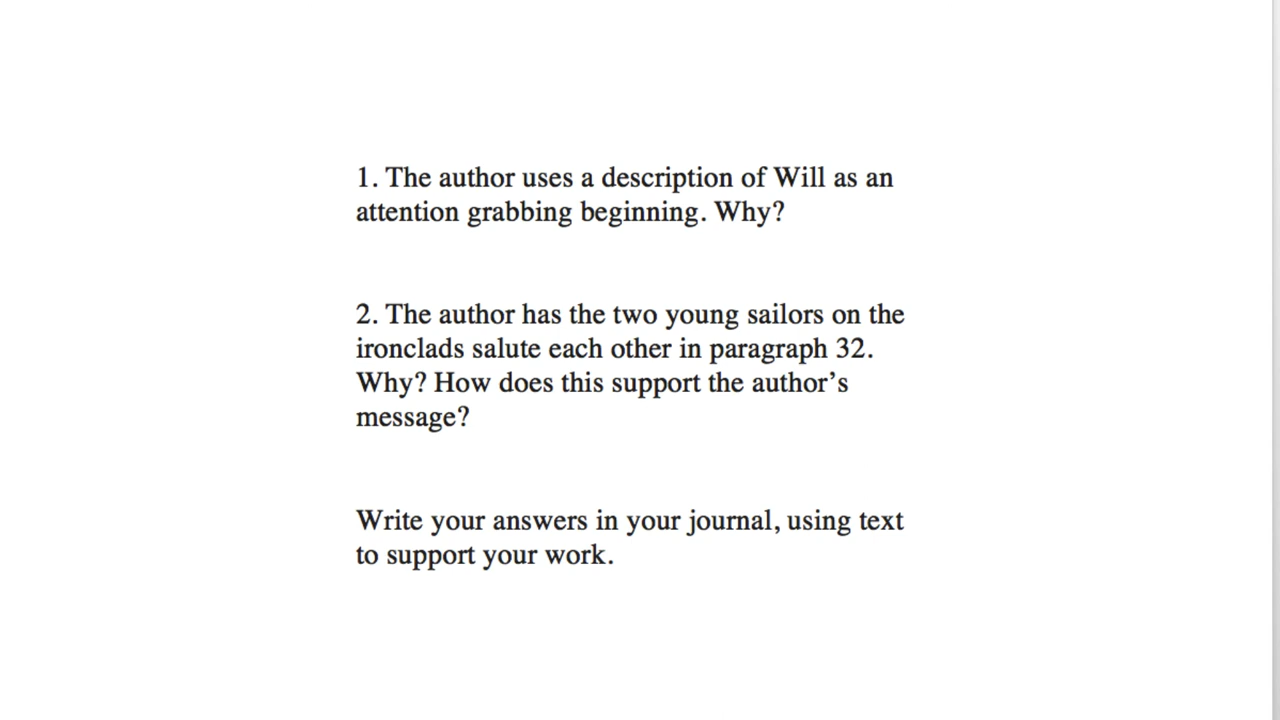 1. The author uses a description of Will as an
attention grabbing beginning. Why?
2. The author has the two young sailors on the
ironclads salute each other in paragraph 32.
Why? How does this support the author’s
message?
Write your answers in your journal, using text
to support your work.